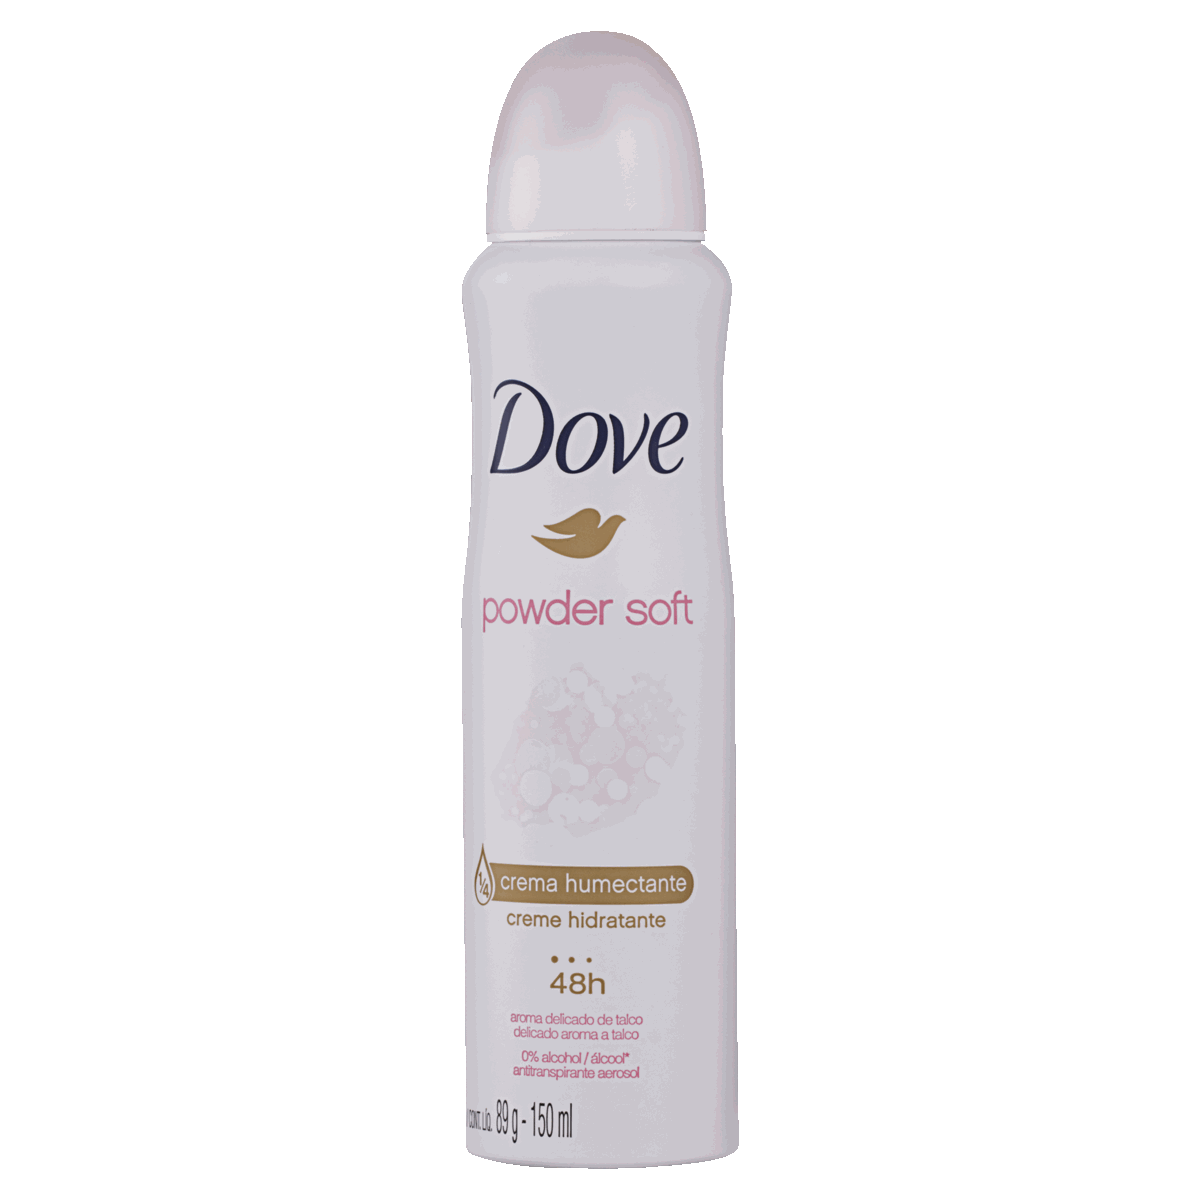 Dove
powder soft
1/4
crema humectante
creme hidratante
48h
aroma delicado de talco
delicado aroma a talco
0% alcohol / álcool*
antitranspirante aerosol
CONT. LÍQ. 89 g - 150 ml